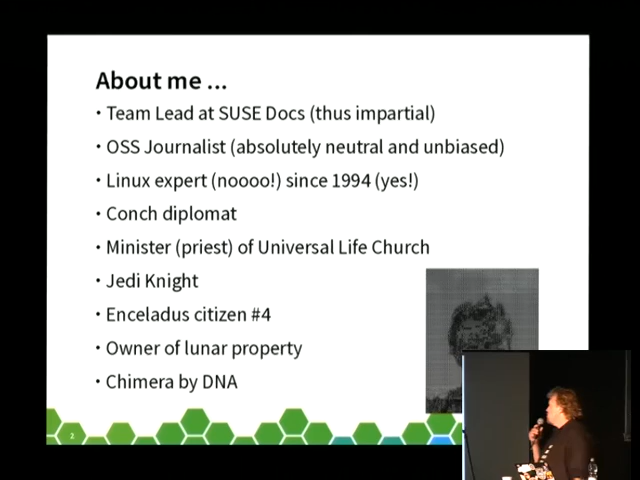 About me ...
• Team Lead at SUSE Docs (thus impartial)
• OSS Journalist (absolutely neutral and unbiased)
• Linux expert (noooo!) since 1994 (yes!)
• Conch diplomat
• Minister (priest) of Universal Life Church
• Jedi Knight
• Enceladus citizen #4
• Owner of lunar property
• Chimera by DNA
2